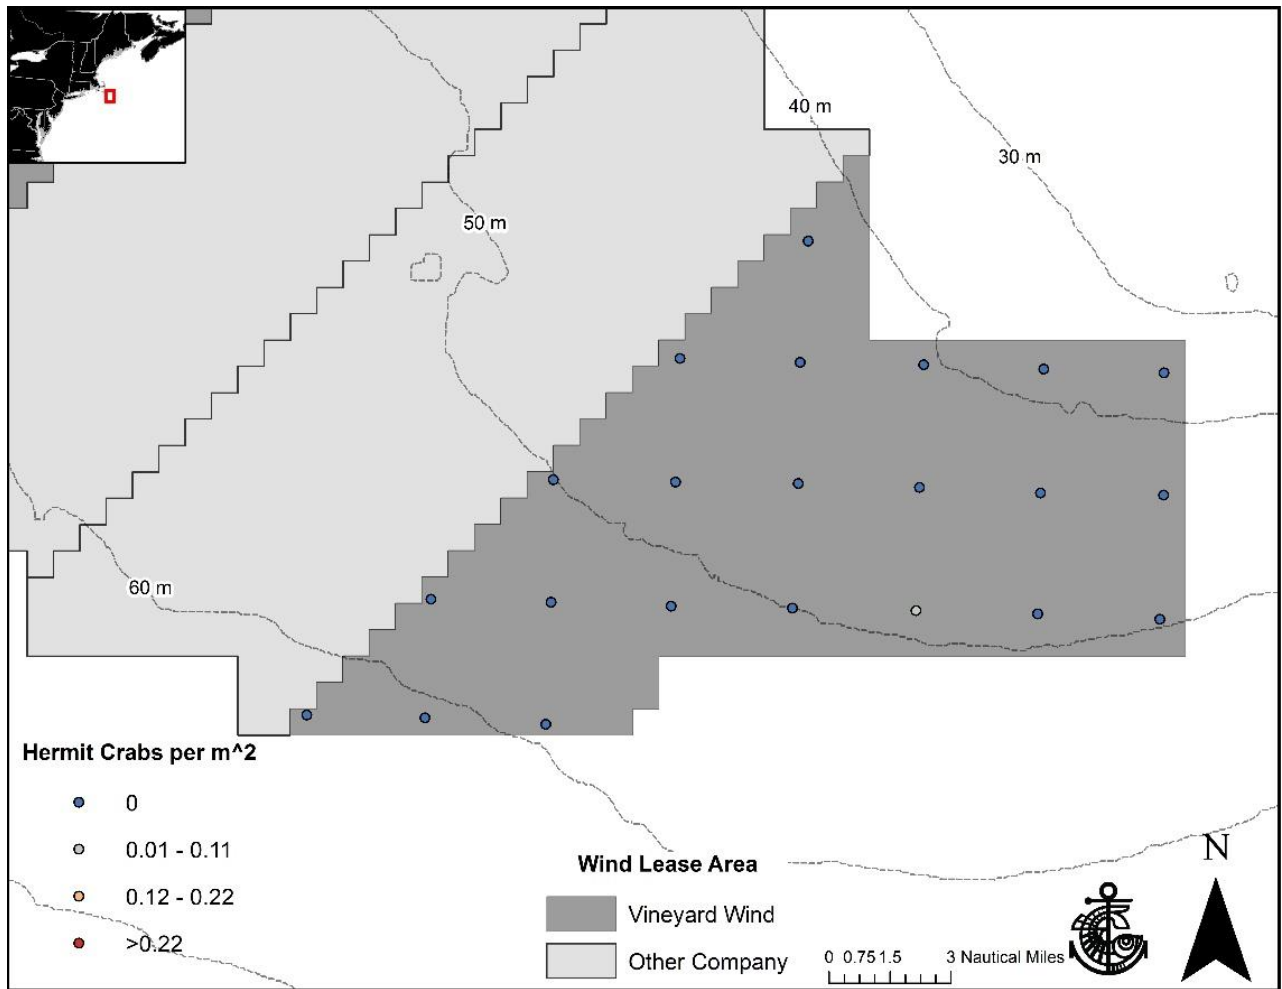 40 m
30 m
50 m
60 m
Hermit Crabs per m^2
0
0.01 - 0.11
0.12 - 0.22
>0.22
Wind Lease Area
Vineyard Wind
Other Company
0 0.75 1.5 3 Nautical Miles
N